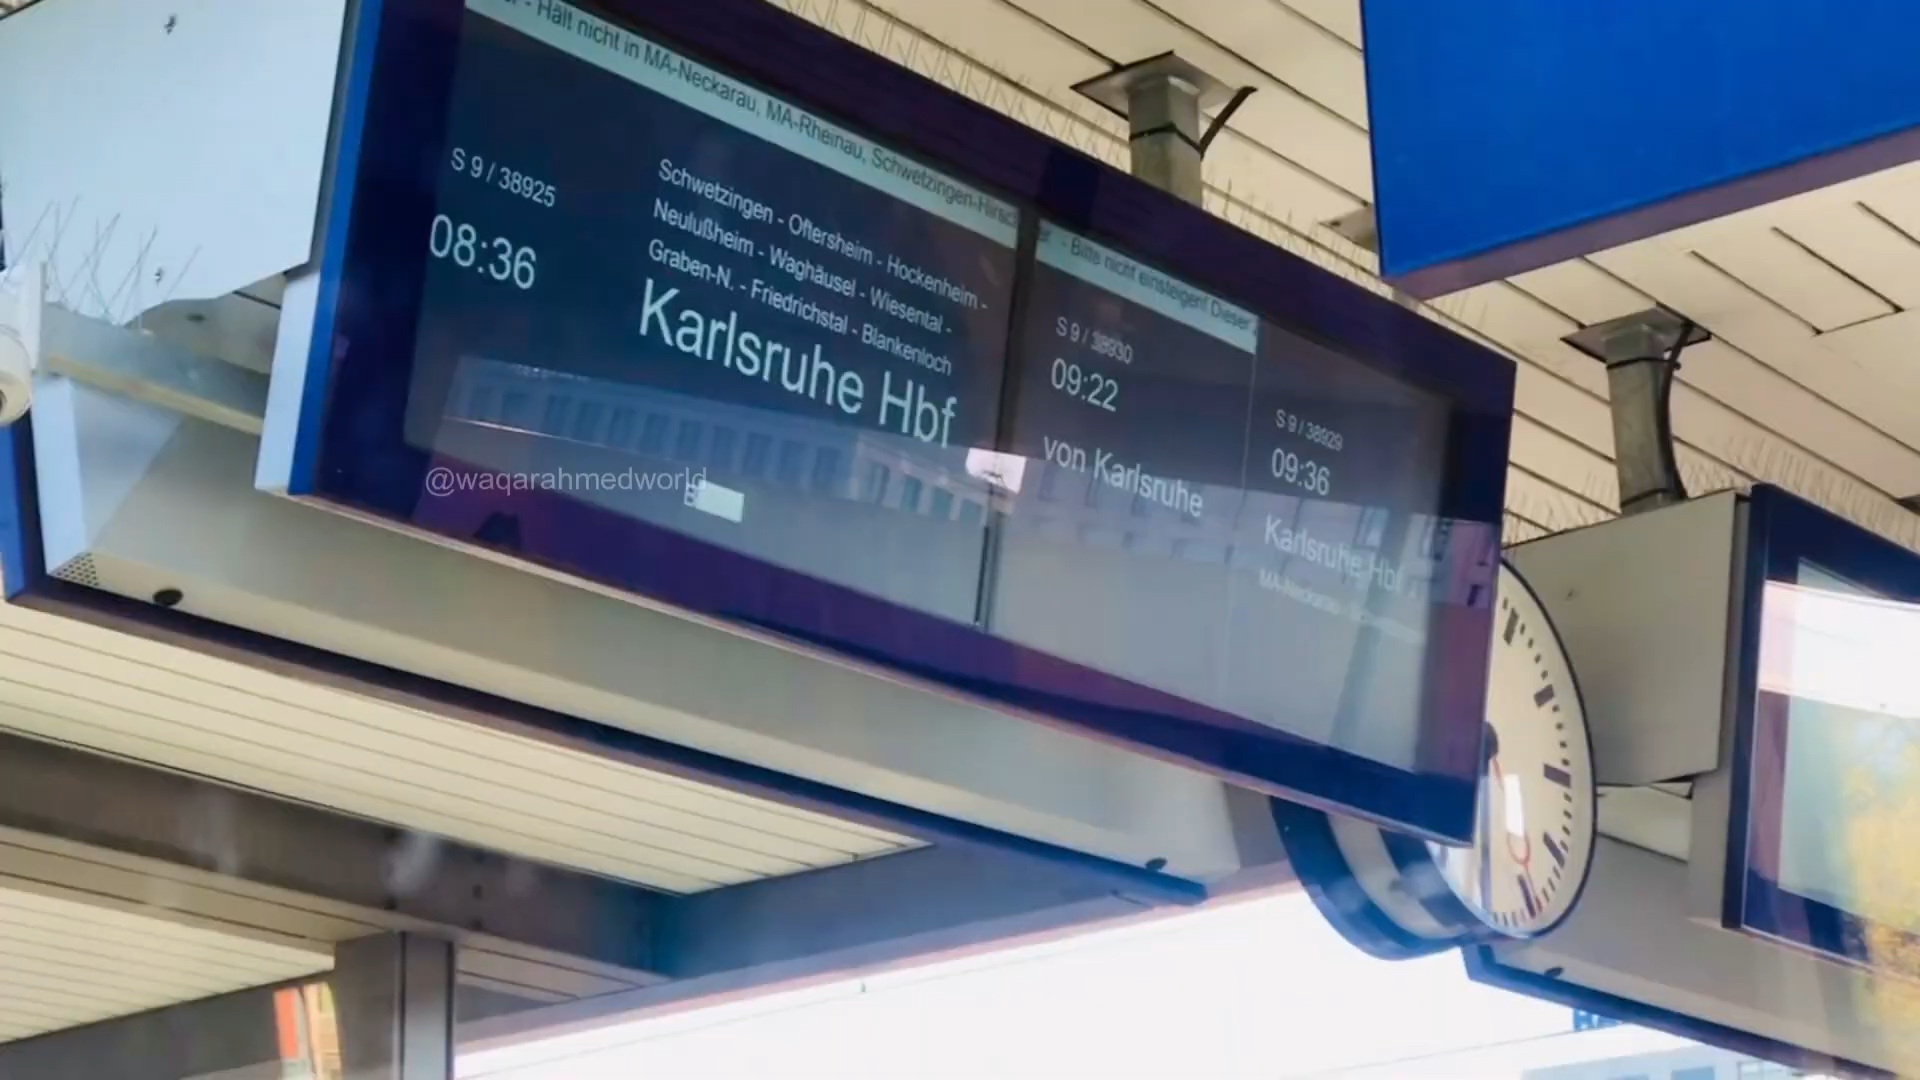 - Hält nicht in MA-Neckarau, MA-Rheinau, Schwetzingen-Hirsc
S 9 / 38925
08:36
Schwetzingen - Oftersheim - Hockenheim -
Neulußheim - Waghäusel - Wiesental -
Graben-N. - Friedrichstal - Blankenloch
Karlsruhe Hbf
@waqarahmedworld
- Bitte nicht einsteigen! Dieser
S 9 / 38930
09:22
von Karlsruhe
S 9 / 38929
09:36
Karlsruhe Hbf
MA-Neckarau